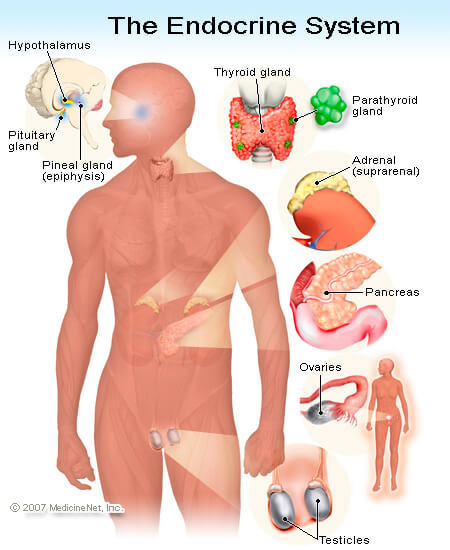 The Endocrine System
Hypothalamus
Pituitary
gland
Pineal gland
(epiphysis)
Thyroid gland
Parathyroid
gland
Adrenal
(suprarenal)
Pancreas
Ovaries
Testicles
© 2007 MedicineNet, Inc.